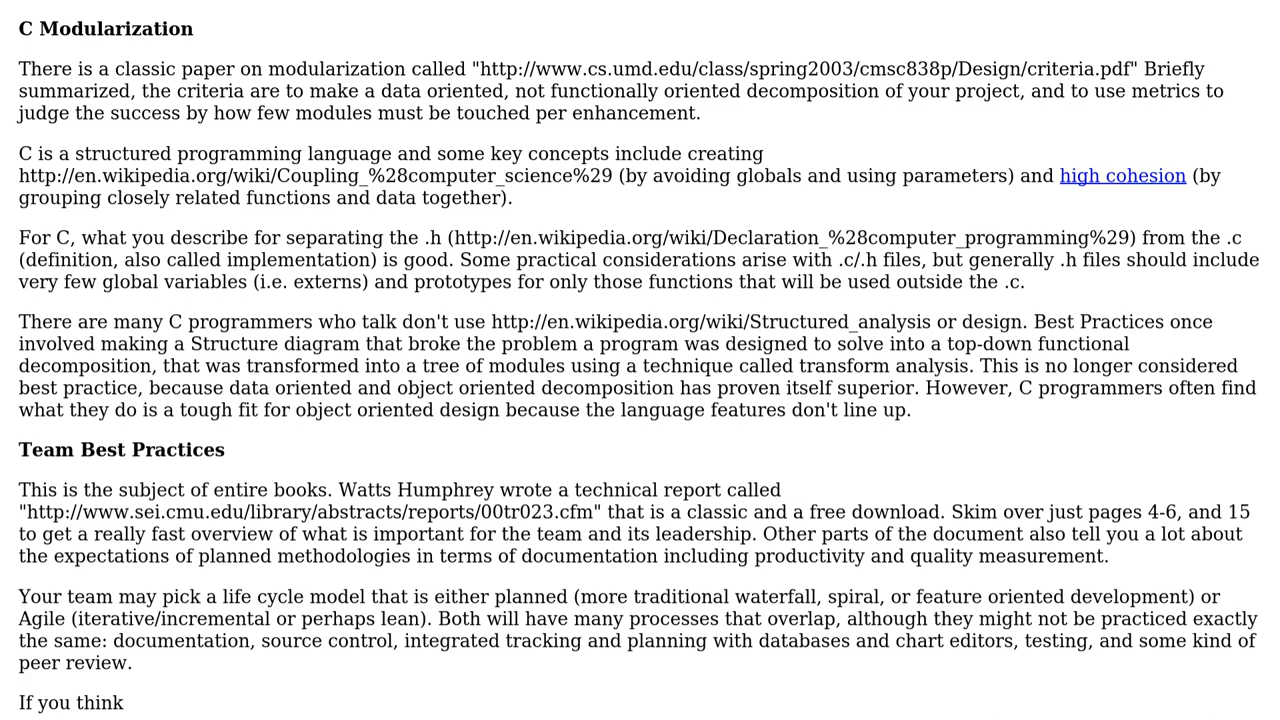 C Modularization
There is a classic paper on modularization called "http://www.cs.umd.edu/class/spring2003/cmsc838p/Design/criteria.pdf" Briefly
summarized, the criteria are to make a data oriented, not functionally oriented decomposition of your project, and to use metrics to
judge the success by how few modules must be touched per enhancement.
C is a structured programming language and some key concepts include creating
http://en.wikipedia.org/wiki/Coupling_%28computer_science%29 (by avoiding globals and using parameters) and high cohesion (by
grouping closely related functions and data together).
For C, what you describe for separating the .h (http://en.wikipedia.org/wiki/Declaration_%28computer_programming%29) from the .c
(definition, also called implementation) is good. Some practical considerations arise with .c/.h files, but generally .h files should include
very few global variables (i.e. externs) and prototypes for only those functions that will be used outside the .c.
There are many C programmers who talk don't use http://en.wikipedia.org/wiki/Structured_analysis or design. Best Practices once
involved making a Structure diagram that broke the problem a program was designed to solve into a top-down functional
decomposition, that was transformed into a tree of modules using a technique called transform analysis. This is no longer considered
best practice, because data oriented and object oriented decomposition has proven itself superior. However, C programmers often find
what they do is a tough fit for object oriented design because the language features don't line up.
Team Best Practices
This is the subject of entire books. Watts Humphrey wrote a technical report called
"http://www.sei.cmu.edu/library/abstracts/reports/00tr023.cfm" that is a classic and a free download. Skim over just pages 4-6, and 15
to get a really fast overview of what is important for the team and its leadership. Other parts of the document also tell you a lot about
the expectations of planned methodologies in terms of documentation including productivity and quality measurement.
Your team may pick a life cycle model that is either planned (more traditional waterfall, spiral, or feature oriented development) or
Agile (iterative/incremental or perhaps lean). Both will have many processes that overlap, although they might not be practiced exactly
the same: documentation, source control, integrated tracking and planning with databases and chart editors, testing, and some kind of
peer review.
If you think